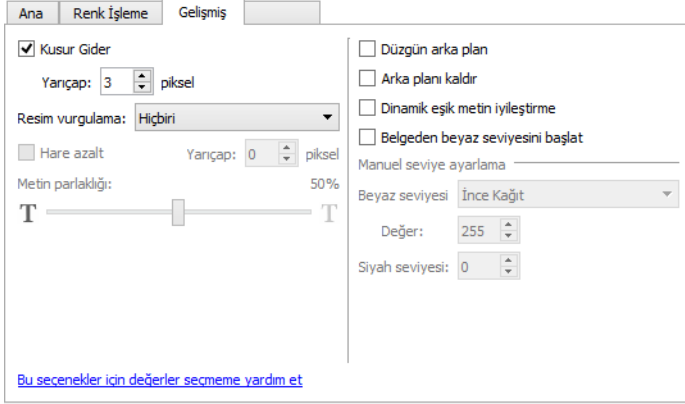 Ana
Renk İşleme
Gelişmiş
Kusur Gider
Yarıçap: 3 piksel
Resim vurgulama: Hiçbiri
Hare azalt Yarıçap: 0 piksel
Metin parlaklığı: 50%
T T
Bu seçenekler için değerler seçmeme yardım et
Düzgün arka plan
Arka planı kaldır
Dinamik eşik metin iyileştirme
Belgeden beyaz seviyesini başlat
Manuel seviye ayarlama
Beyaz seviyesi İnce Kağıt
Değer: 255
Siyah seviyesi: 0